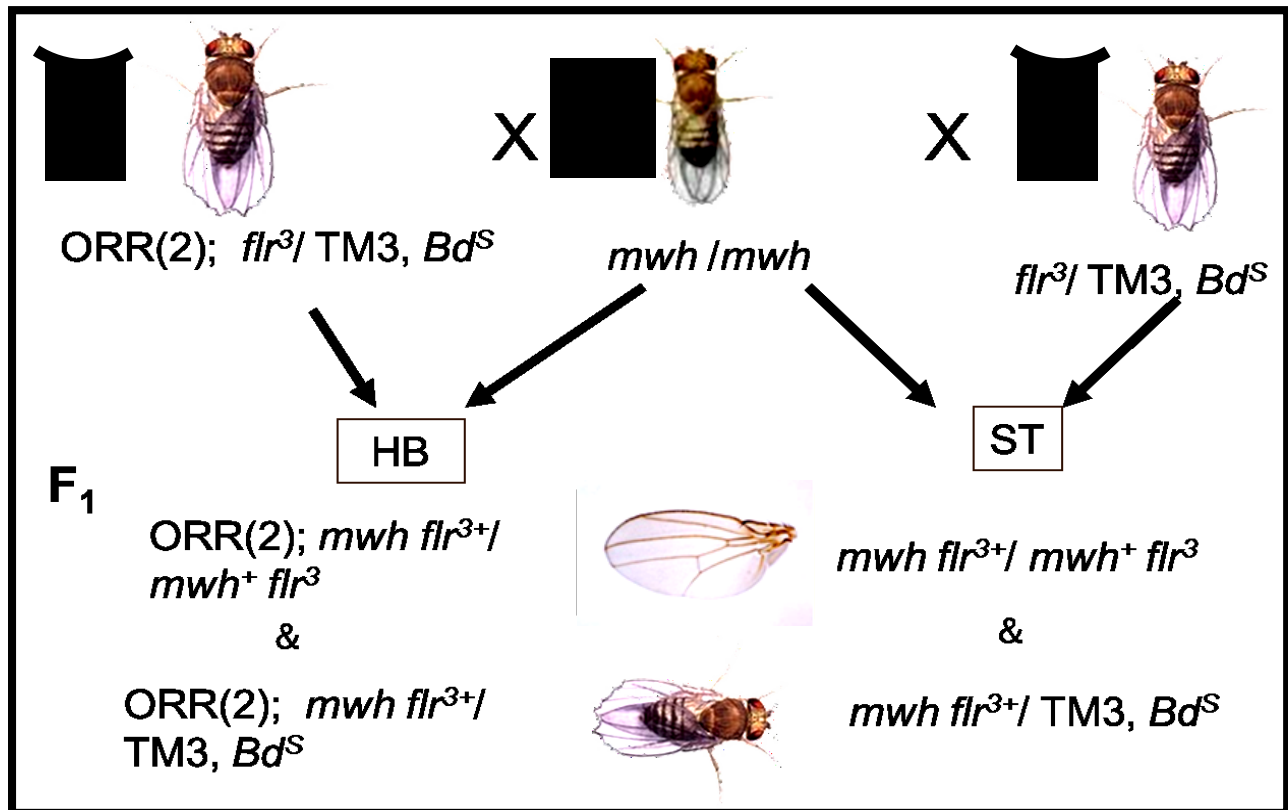 X
X
ORR(2); flr³/ TM3, Bdˢ
mwh /mwh
flr³/ TM3, Bdˢ
HB
ST
F₁
ORR(2); mwh flr³⁺/
mwh⁺ flr³
&
ORR(2); mwh flr³⁺/
TM3, Bdˢ
mwh flr³⁺/ mwh⁺ flr³
&
mwh flr³⁺/ TM3, Bdˢ